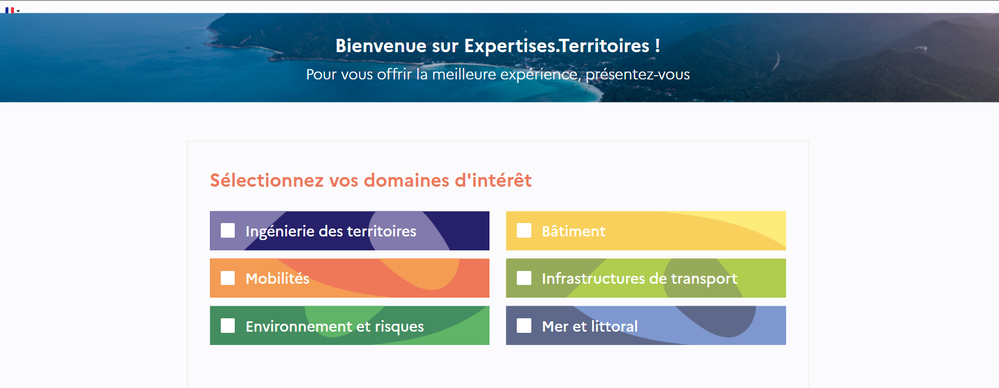 Bienvenue sur Expertises.Territoires !
Pour vous offrir la meilleure expérience, présentez-vous
Sélectionnez vos domaines d'intérêt
Ingénierie des territoires
Bâtiment
Mobilités
Infrastructures de transport
Environnement et risques
Mer et littoral